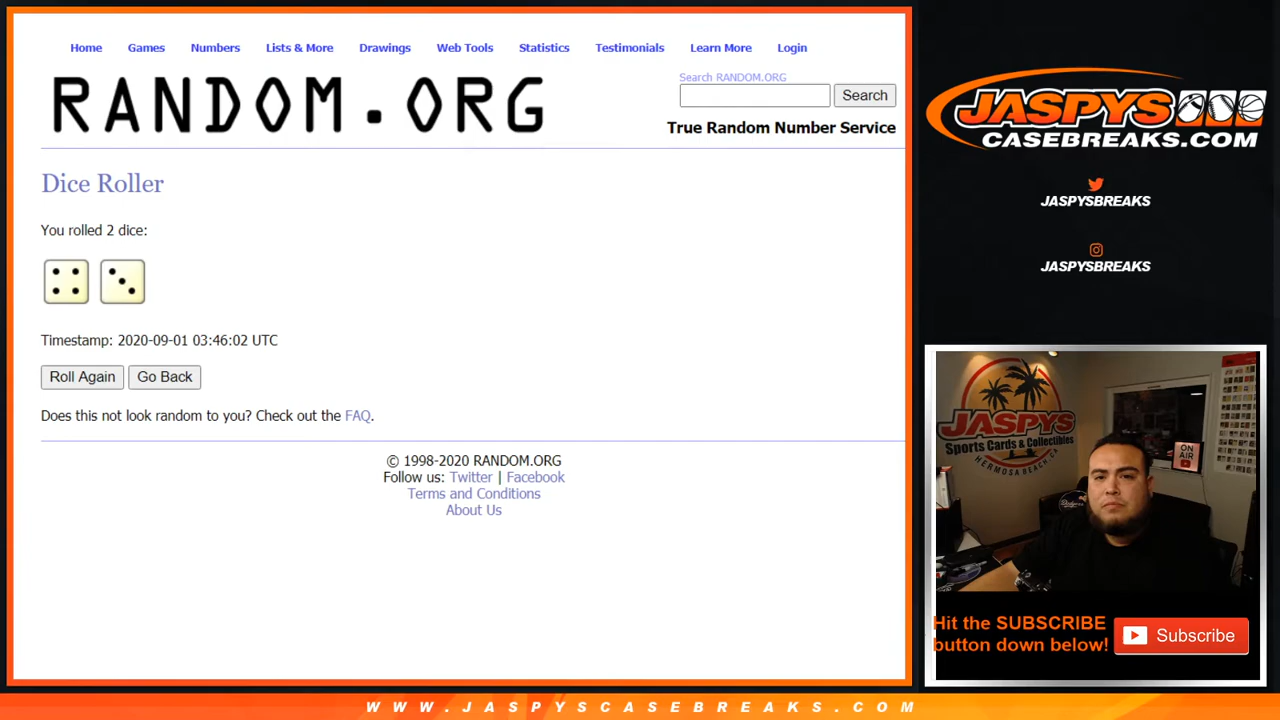 Home Games Numbers Lists & More Drawings Web Tools Statistics Testimonials Learn More Login
RANDOM.ORG
Search RANDOM.ORG
Search
True Random Number Service
Dice Roller
You rolled 2 dice:
Timestamp: 2020-09-01 03:46:02 UTC
Roll Again Go Back
Does this not look random to you? Check out the FAQ.
© 1998-2020 RANDOM.ORG
Follow us: Twitter | Facebook
Terms and Conditions
About Us
JASPYS
CASEBREAKS.COM
JASPYSBREAKS
JASPYSBREAKS
JASPYS
Sports Cards & Collectibles
HERMOSA BEACH, CA
ON
AIR
Dodgers
Hit the SUBSCRIBE
button down below!
Subscribe
WWW.JASPYSCASEBREAKS.COM